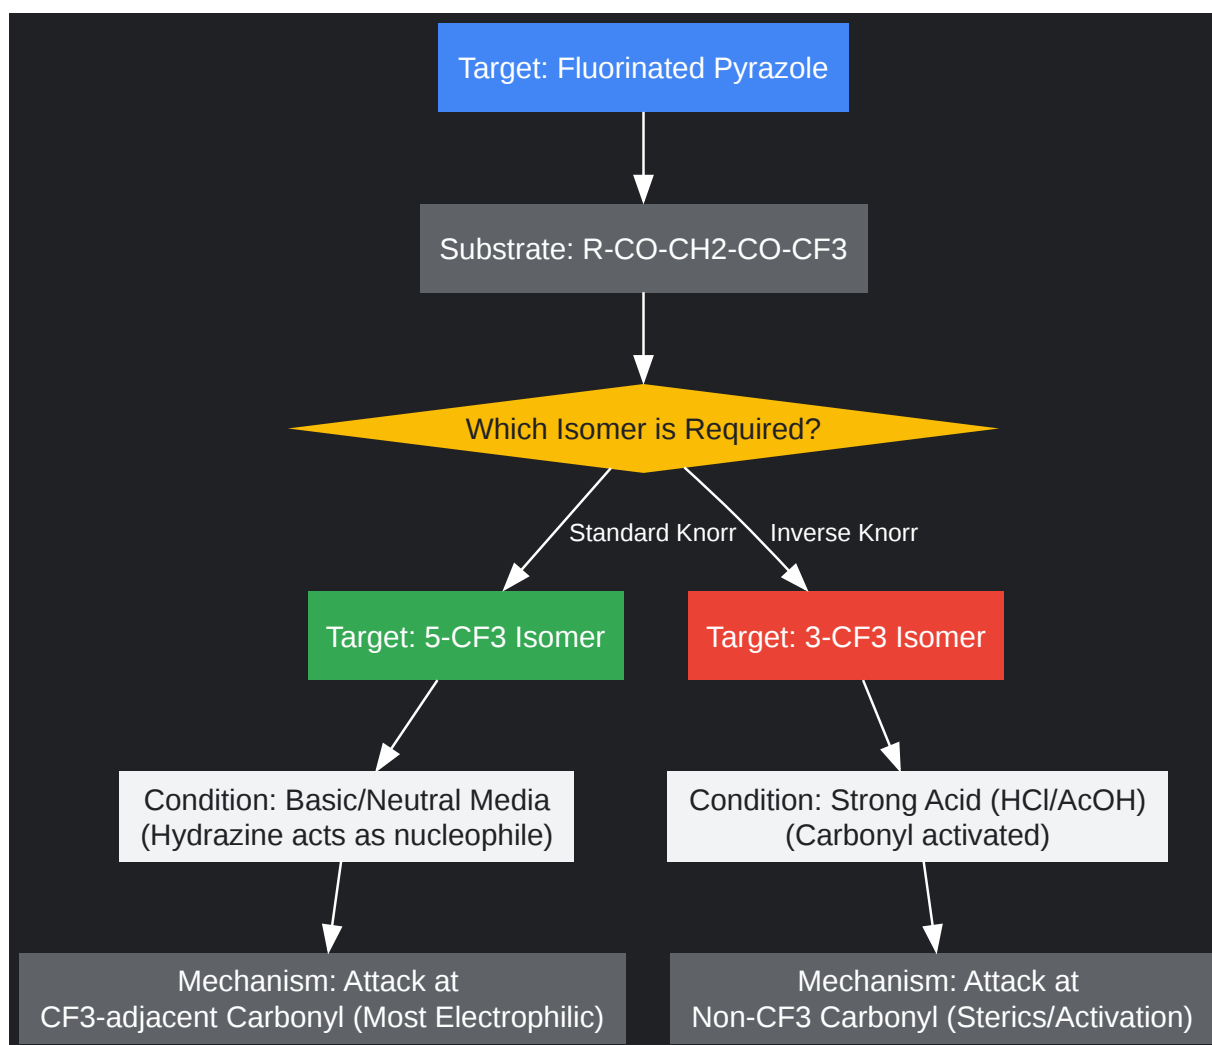 Target: Fluorinated Pyrazole
Substrate: R-CO-CH2-CO-CF3
Which Isomer is Required?
Standard Knorr
Inverse Knorr
Target: 5-CF3 Isomer
Target: 3-CF3 Isomer
Condition: Basic/Neutral Media
(Hydrazine acts as nucleophile)
Condition: Strong Acid (HCl/AcOH)
(Carbonyl activated)
Mechanism: Attack at
CF3-adjacent Carbonyl (Most Electrophilic)
Mechanism: Attack at
Non-CF3 Carbonyl (Sterics/Activation)